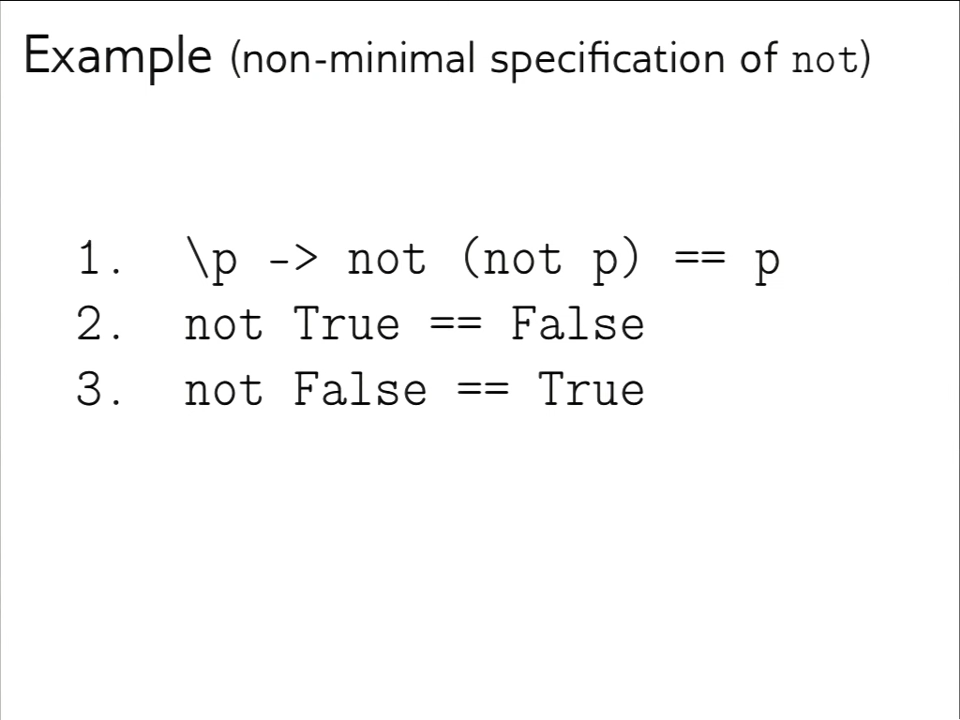 Example (non-minimal specification of not)
1. \p -> not (not p) == p
2. not True == False
3. not False == True